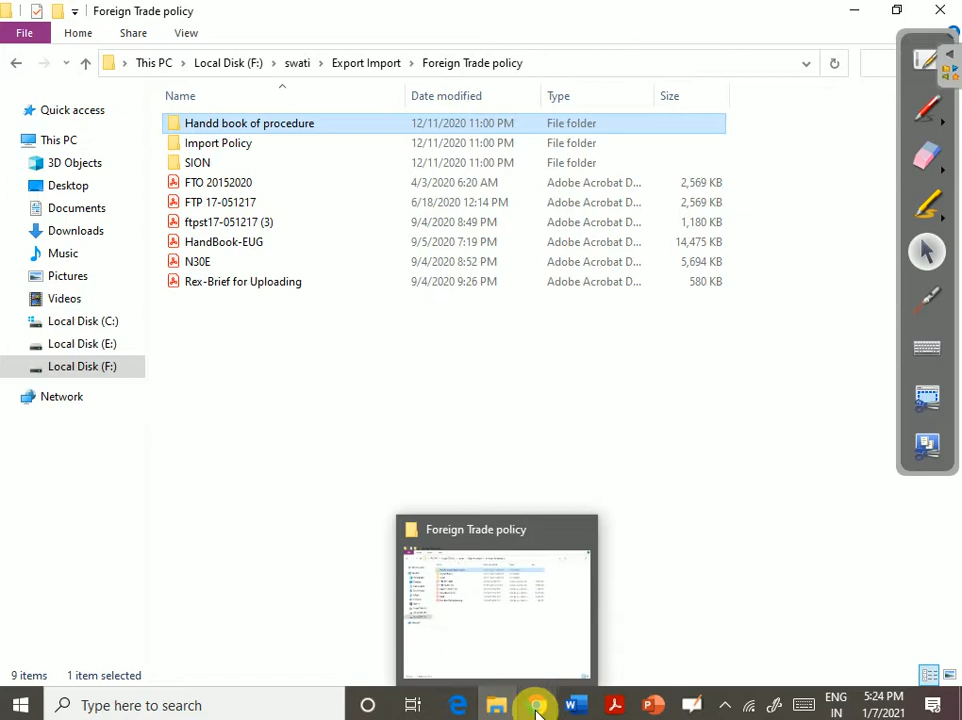 Foreign Trade policy
File Home Share View
This PC Local Disk (F:) swati Export Import Foreign Trade policy
Name Date modified Type Size
Quick access
This PC
3D Objects
Desktop
Documents
Downloads
Music
Pictures
Videos
Local Disk (C:)
Local Disk (E:)
Local Disk (F:)
Network
Handd book of procedure 12/11/2020 11:00 PM File folder
Import Policy 12/11/2020 11:00 PM File folder
SION 12/11/2020 11:00 PM File folder
FTO 20152020 4/3/2020 6:20 AM Adobe Acrobat D... 2,569 KB
FTP 17-051217 6/18/2020 12:14 PM Adobe Acrobat D... 2,569 KB
ftpst17-051217 (3) 9/4/2020 8:49 PM Adobe Acrobat D... 1,180 KB
HandBook-EUG 9/5/2020 7:19 PM Adobe Acrobat D... 14,475 KB
N30E 9/4/2020 8:52 PM Adobe Acrobat D... 5,694 KB
Rex-Brief for Uploading 9/4/2020 9:26 PM Adobe Acrobat D... 580 KB
Foreign Trade policy
9 items 1 item selected
Type here to search
ENG
IN
5:24 PM
1/7/2021